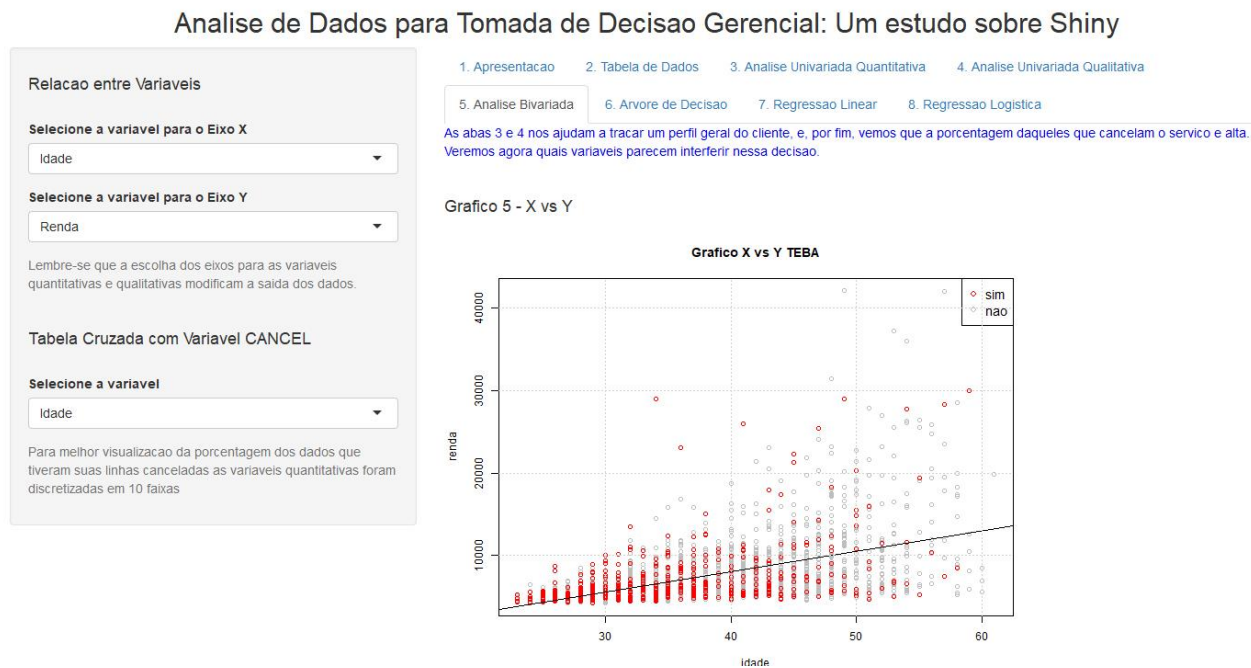 Analise de Dados para Tomada de Decisao Gerencial: Um estudo sobre Shiny
Relacao entre Variaveis
Selecione a variavel para o Eixo X
Idade
Selecione a variavel para o Eixo Y
Renda
Lembre-se que a escolha dos eixos para as variaveis
quantitativas e qualitativas modificam a saida dos dados.
Tabela Cruzada com Variavel CANCEL
Selecione a variavel
Idade
Para melhor visualizacao da porcentagem dos dados que
tiveram suas linhas canceladas as variaveis quantitativas foram
discretizadas em 10 faixas
1. Apresentacao 2. Tabela de Dados 3. Analise Univariada Quantitativa 4. Analise Univariada Qualitativa
5. Analise Bivariada 6. Arvore de Decisao 7. Regressao Linear 8. Regressao Logistica
As abas 3 e 4 nos ajudam a tracar um perfil geral do cliente, e, por fim, vemos que a porcentagem daqueles que cancelam o servico e alta.
Veremos agora quais variaveis parecem interferir nessa decisao.
Grafico 5 - X vs Y
Grafico X vs Y TEBA
sim
nao
40000
30000
20000
10000
renda
30 40 50 60
idade